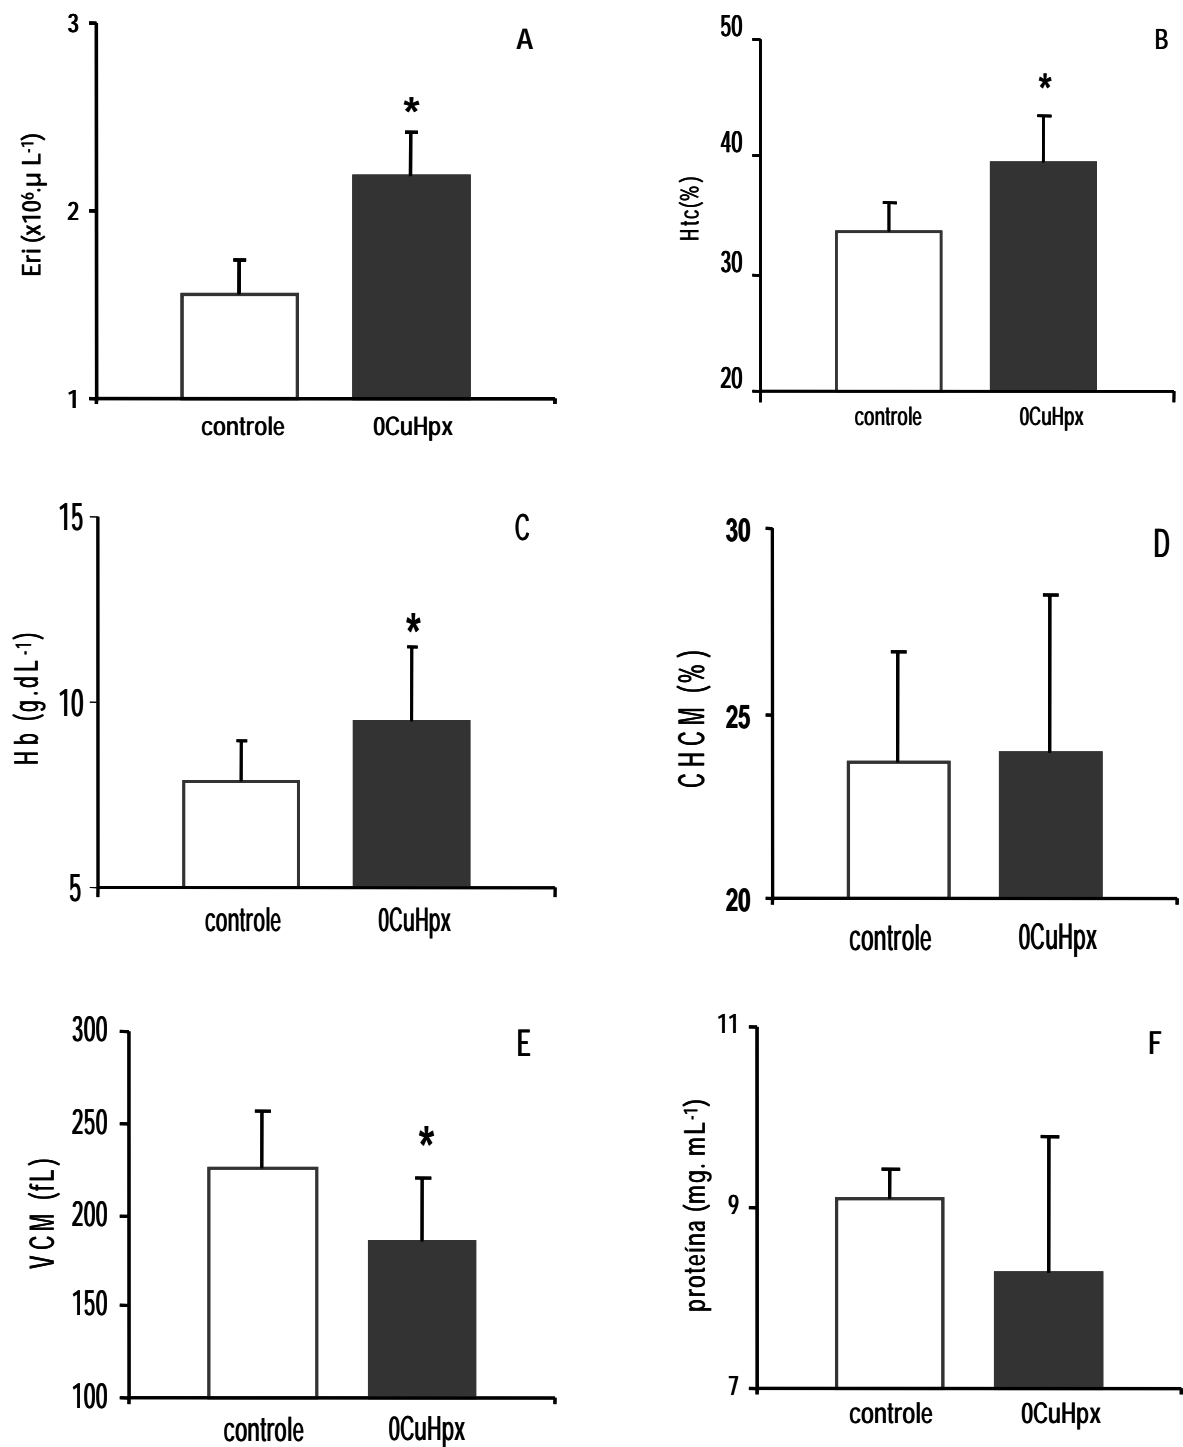 A
Eri (x10⁶.µ L⁻¹)
3
2
1
*
controle 0CuHpx
B
Htc(%)
50
40
30
20
*
controle 0CuHpx
C
Hb (g.dL⁻¹)
15
10
5
*
controle 0CuHpx
D
CHCM (%)
30
25
20
controle 0CuHpx
E
VCM (fL)
300
250
200
150
100
*
controle 0CuHpx
F
proteína (mg. mL⁻¹)
11
9
7
controle 0CuHpx